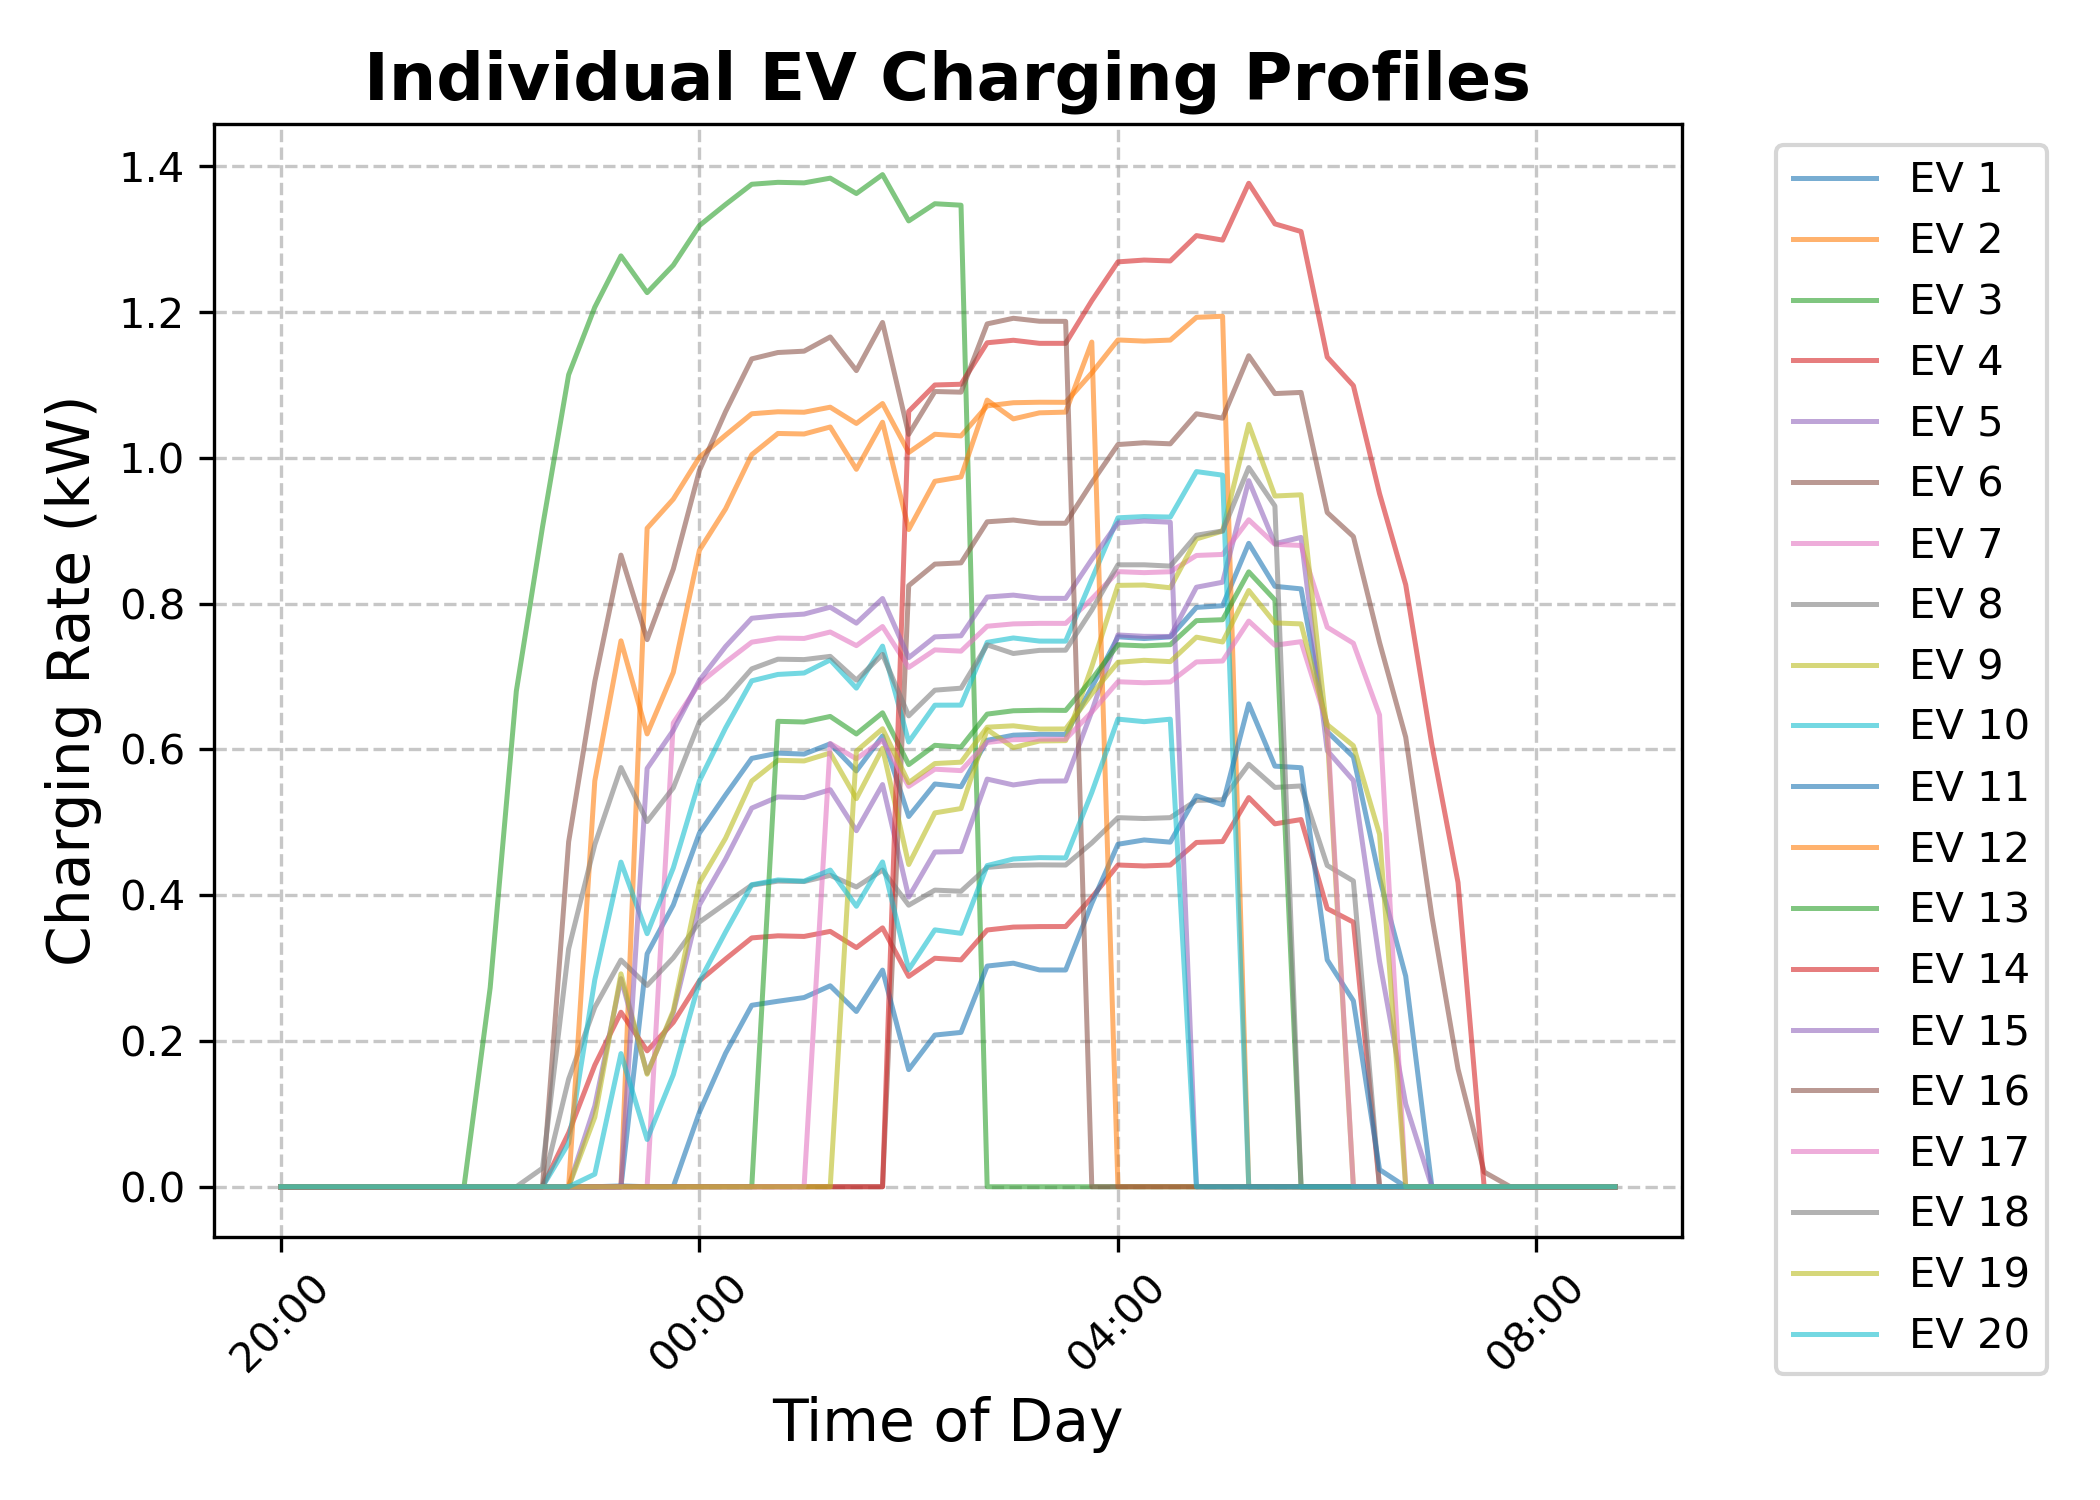 Individual EV Charging Profiles
Charging Rate (kW)
1.4
1.2
1.0
0.8
0.6
0.4
0.2
0.0
20:00
00:00
04:00
08:00
Time of Day
EV 1
EV 2
EV 3
EV 4
EV 5
EV 6
EV 7
EV 8
EV 9
EV 10
EV 11
EV 12
EV 13
EV 14
EV 15
EV 16
EV 17
EV 18
EV 19
EV 20